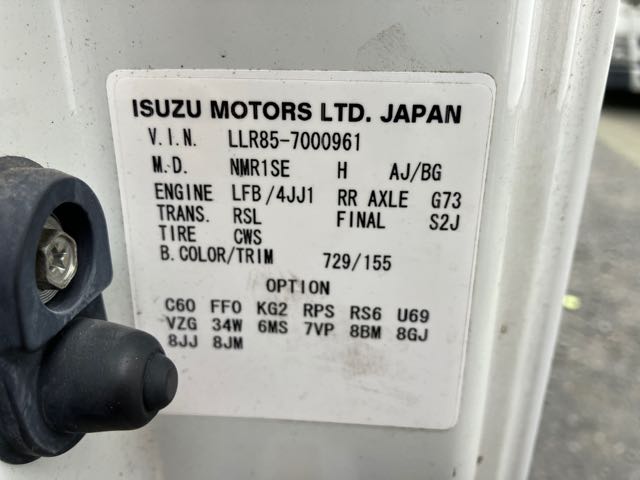 ISUZU MOTORS LTD. JAPAN
V.I.N. LLR85-7000961
M.D. NMR1SE H AJ/BG
ENGINE LFB/4JJ1 RR AXLE G73
TRANS. RSL FINAL S2J
TIRE CWS
B.COLOR/TRIM 729/155
OPTION
C60 FF0 KG2 RPS RS6 U69
VZG 34W 6MS 7VP 8BM 8GJ
8JJ 8JM